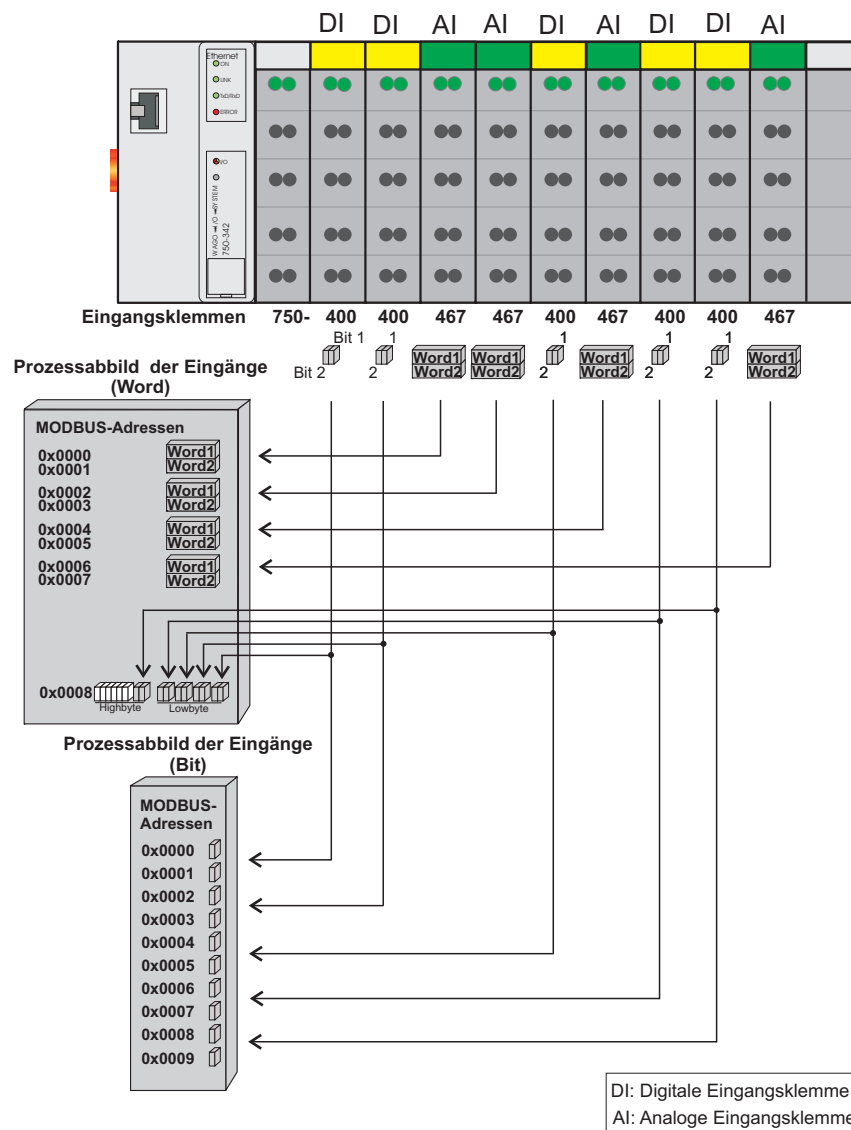 DI DI AI AI DI AI DI DI AI
Ethernet
ON
LINK
TxD/RxD
ERROR
I/O
WAGO I/O SYSTEM
750-342
Eingangsklemmen 750- 400 400 467 467 400 467 400 400 467
Bit 1 1 1 1 1
Bit 2 2 2 2 2
Word1 Word1 Word1 Word1
Word2 Word2 Word2 Word2
Prozessabbild der Eingänge
(Word)
MODBUS-Adressen
0x0000 Word1
0x0001 Word2
0x0002 Word1
0x0003 Word2
0x0004 Word1
0x0005 Word2
0x0006 Word1
0x0007 Word2
0x0008
Highbyte Lowbyte
Prozessabbild der Eingänge
(Bit)
MODBUS-
Adressen
0x0000
0x0001
0x0002
0x0003
0x0004
0x0005
0x0006
0x0007
0x0008
0x0009
DI: Digitale Eingangsklemme
AI: Analoge Eingangsklemme